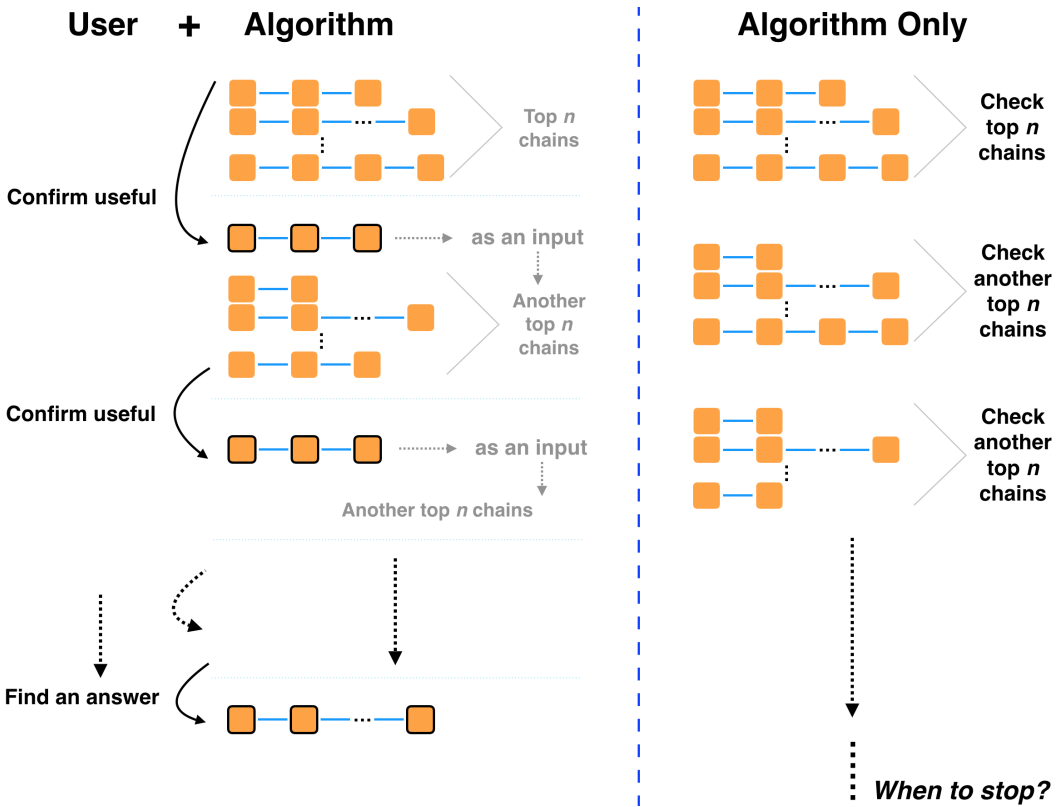 User + Algorithm
Top n
chains
Confirm useful
as an input
Another
top n
chains
Confirm useful
as an input
Another top n chains
Find an answer
Algorithm Only
Check
top n
chains
Check
another
top n
chains
Check
another
top n
chains
When to stop?